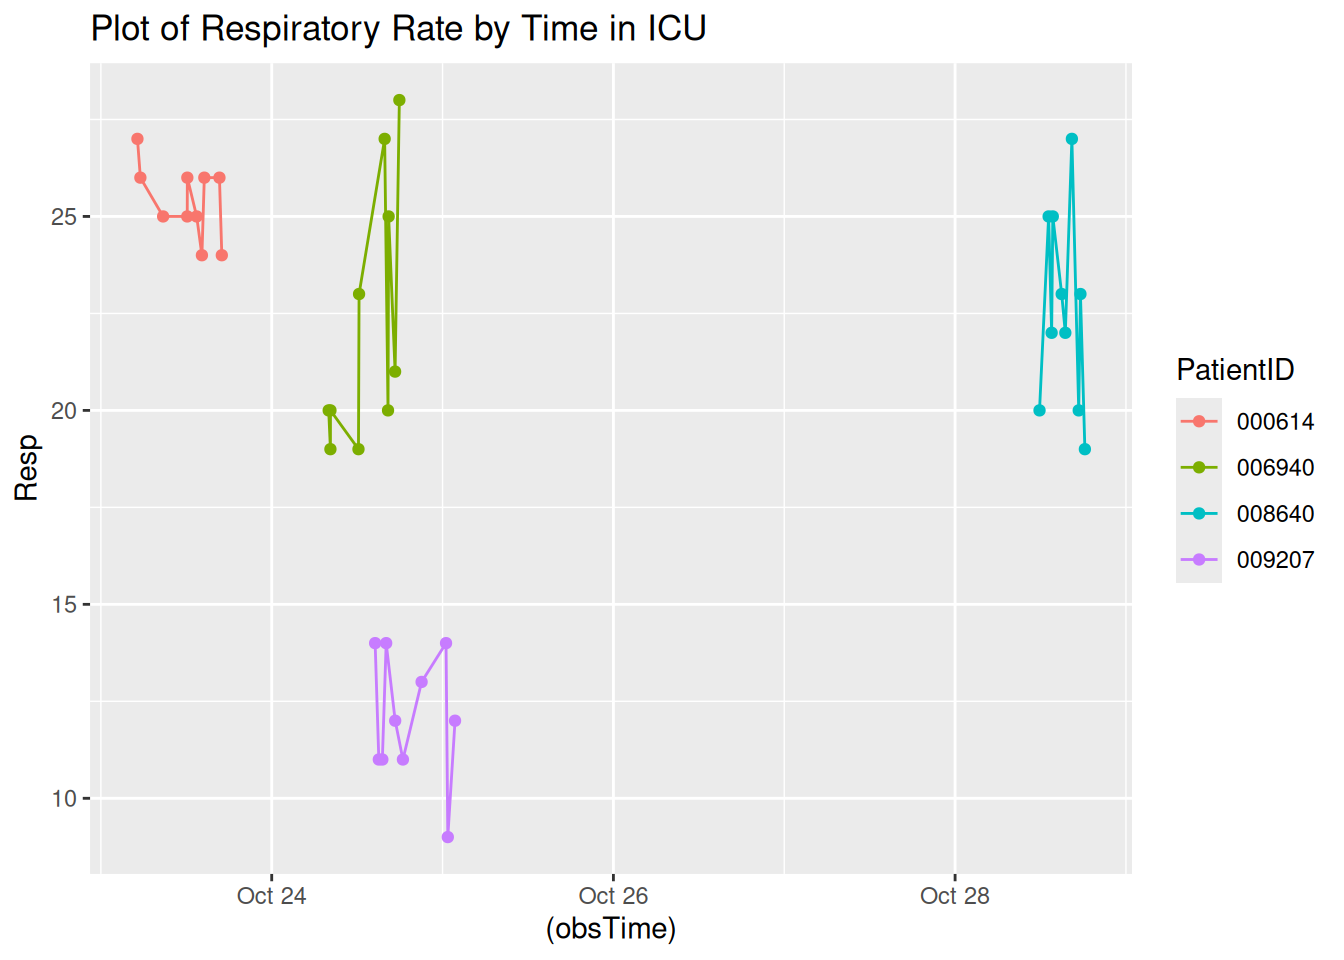 Plot of Respiratory Rate by Time in ICU
25
20
15
10
Resp
Oct 24
Oct 26
Oct 28
(obsTime)
PatientID
000614
006940
008640
009207